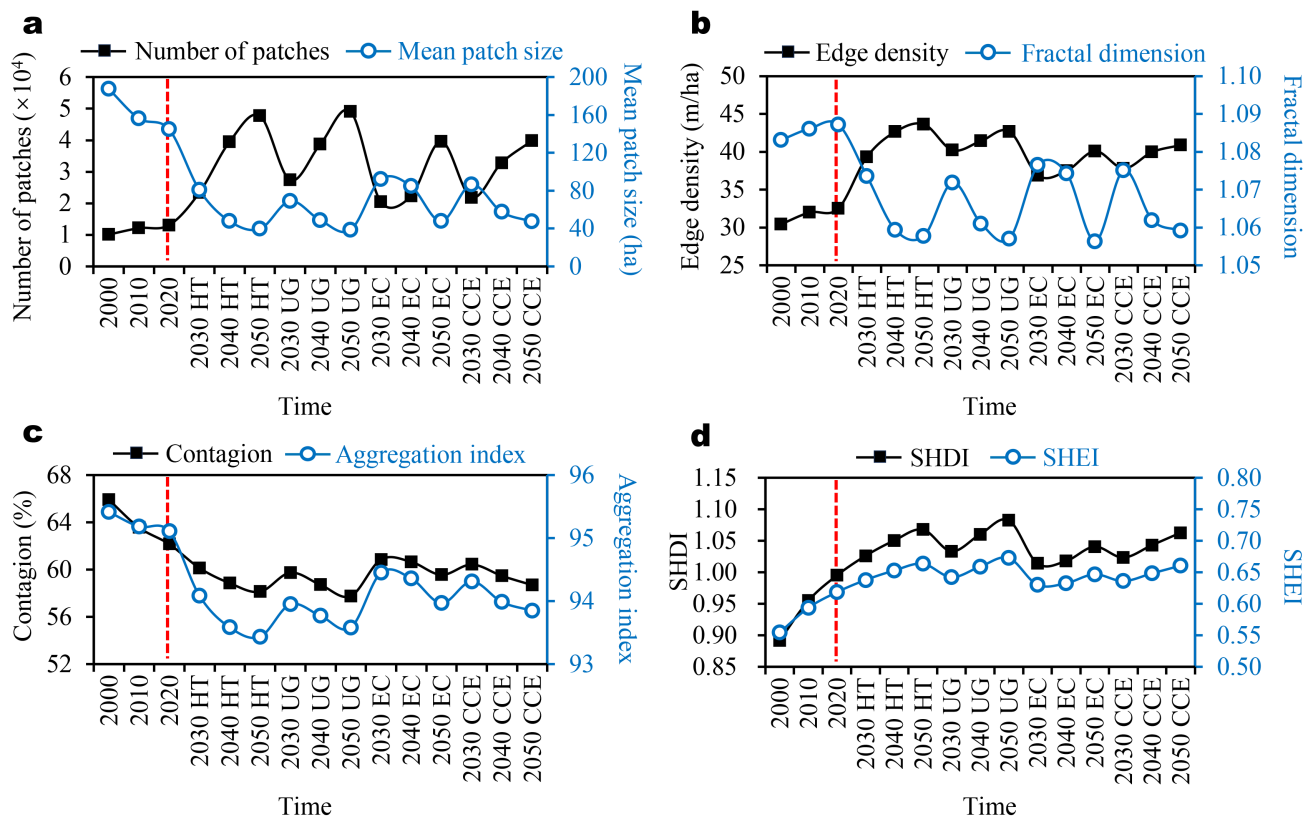 a
Number of patches Mean patch size
Number of patches (×10⁴)
6
5
4
3
2
1
0
200
160
120
80
40
0
Mean patch size (ha)
2000
2010
2020
2030 HT
2040 HT
2050 HT
2030 UG
2040 UG
2050 UG
2030 EC
2040 EC
2050 EC
2030 CCE
2040 CCE
2050 CCE
Time
b
Edge density Fractal dimension
Edge density (m/ha)
50
45
40
35
30
25
1.10
1.09
1.08
1.07
1.06
1.05
Fractal dimension
2000
2010
2020
2030 HT
2040 HT
2050 HT
2030 UG
2040 UG
2050 UG
2030 EC
2040 EC
2050 EC
2030 CCE
2040 CCE
2050 CCE
Time
c
Contagion Aggregation index
Contagion (%)
68
64
60
56
52
96
95
94
93
Aggregation index
2000
2010
2020
2030 HT
2040 HT
2050 HT
2030 UG
2040 UG
2050 UG
2030 EC
2040 EC
2050 EC
2030 CCE
2040 CCE
2050 CCE
Time
d
SHDI SHEI
SHDI
1.15
1.10
1.05
1.00
0.95
0.90
0.85
0.80
0.75
0.70
0.65
0.60
0.55
0.50
SHEI
2000
2010
2020
2030 HT
2040 HT
2050 HT
2030 UG
2040 UG
2050 UG
2030 EC
2040 EC
2050 EC
2030 CCE
2040 CCE
2050 CCE
Time